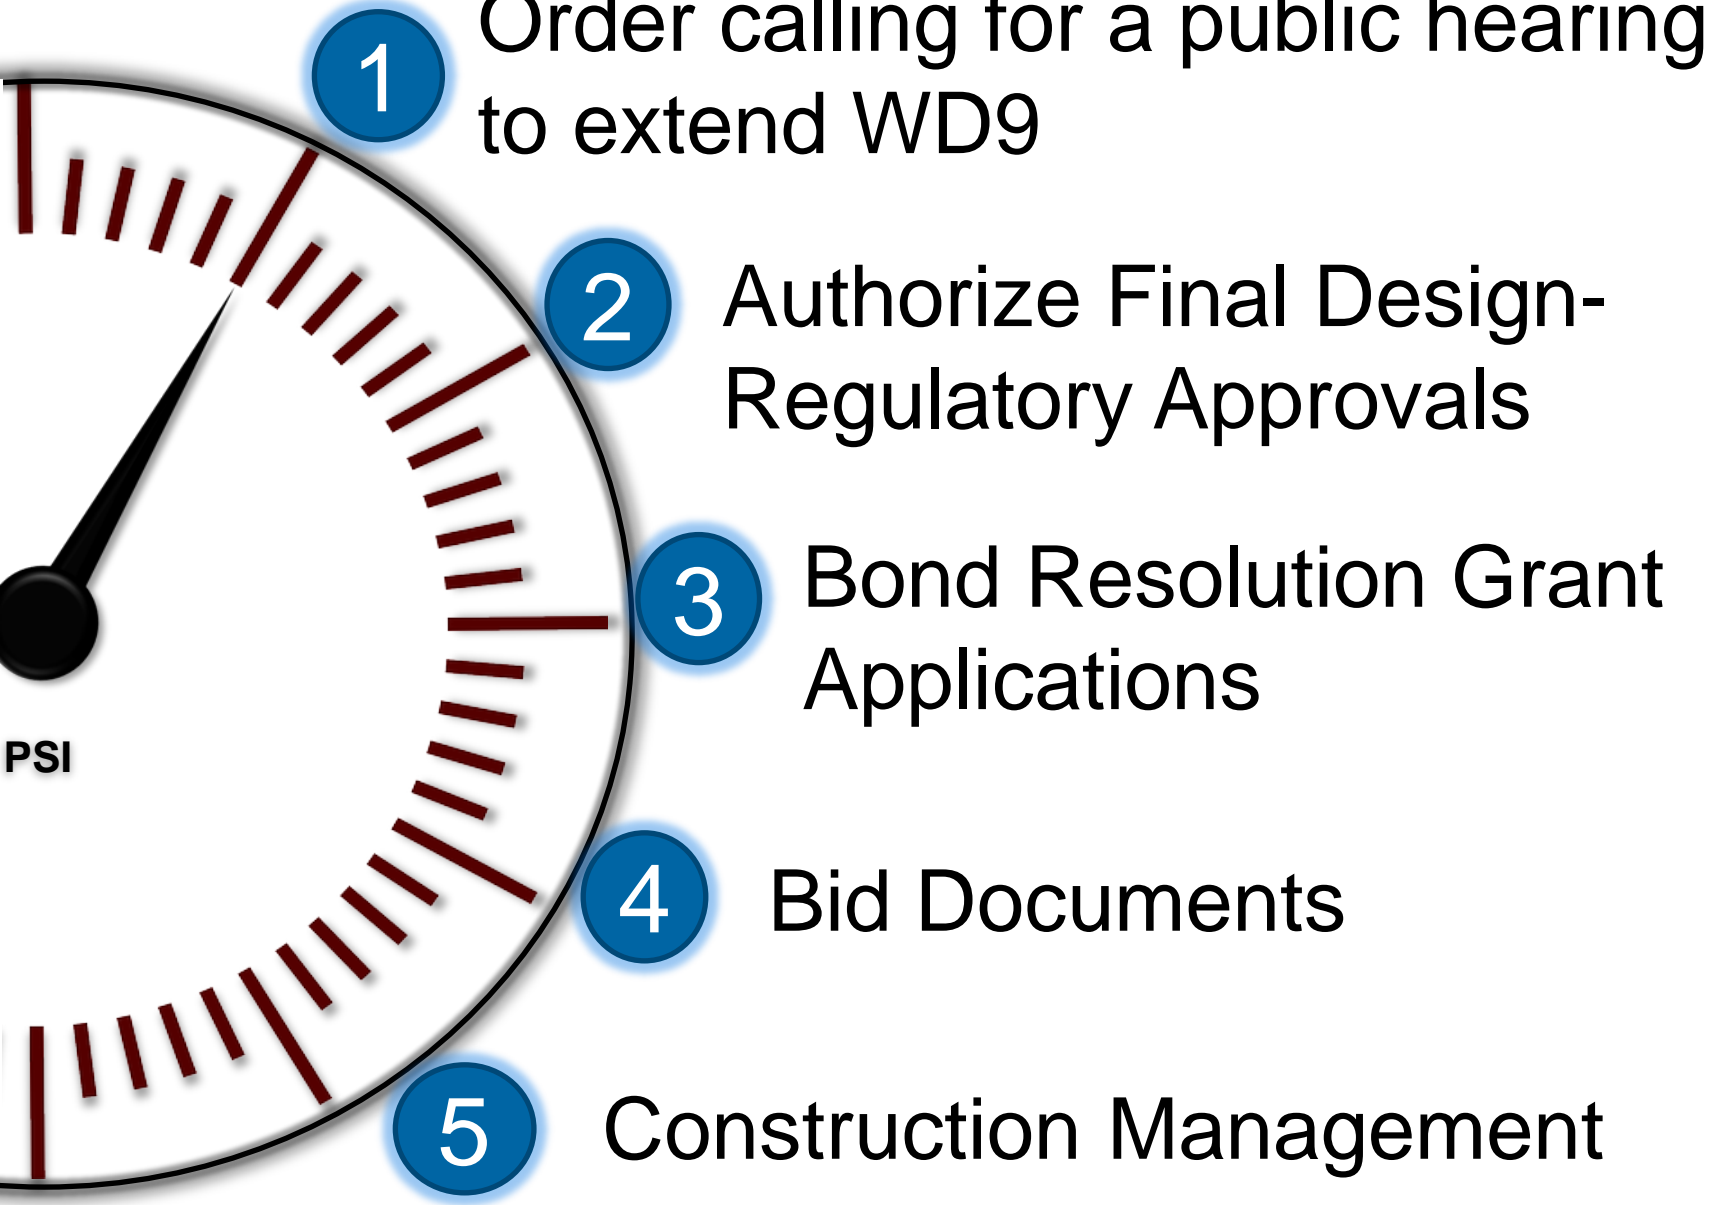 1 Order calling for a public hearing
to extend WD9
2 Authorize Final Design-
Regulatory Approvals
3 Bond Resolution Grant
Applications
PSI
4 Bid Documents
5 Construction Management